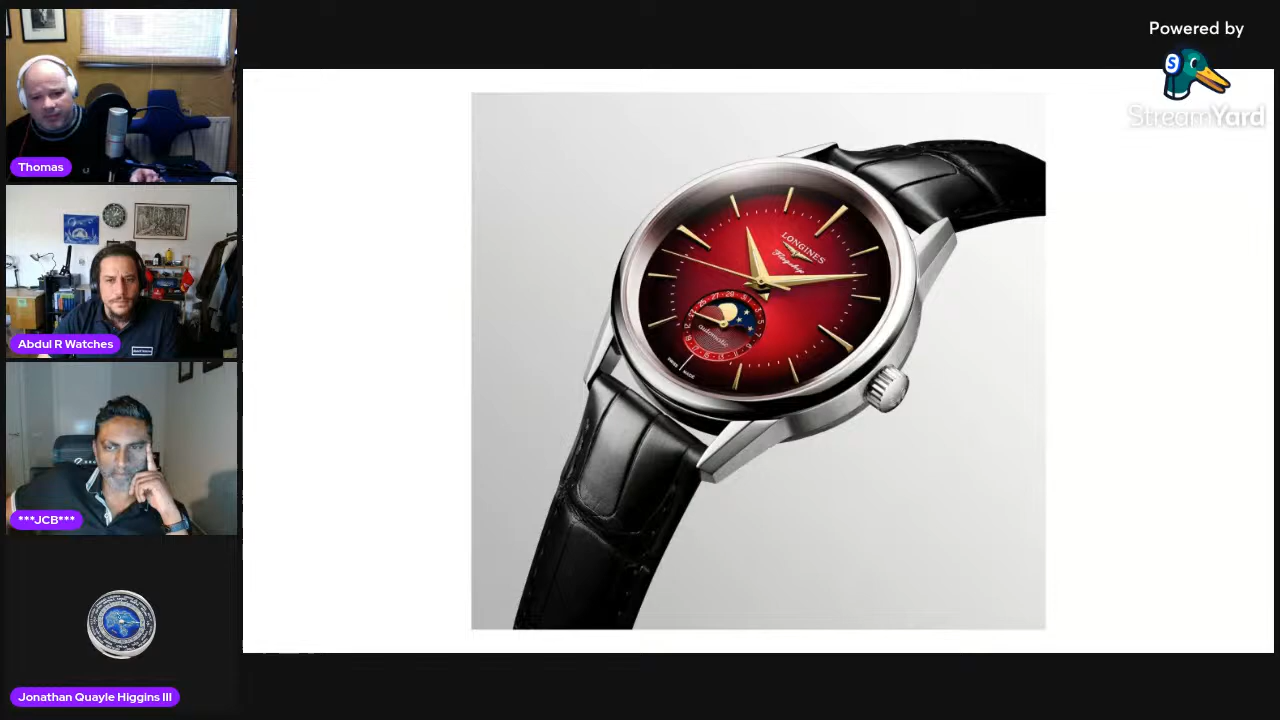 Powered by
S
StreamYard
Thomas
Abdul R Watches
***JCB***
Jonathan Quayle Higgins III
LONGINES
Flagship
automatic
SWISS MADE